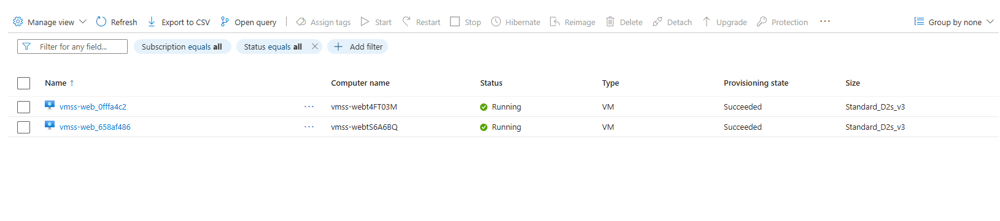 Manage view Refresh Export to CSV Open query Assign tags Start Restart Stop Hibernate Reimage Delete Detach Upgrade Protection ··· Group by none
Filter for any field... Subscription equals all Status equals all Add filter
Name ↑ Computer name Status Type Provisioning state Size
vmss-web_0fffa4c2 ··· vmss-webt4FT03M Running VM Succeeded Standard_D2s_v3
vmss-web_658af486 ··· vmss-webtS6A6BQ Running VM Succeeded Standard_D2s_v3